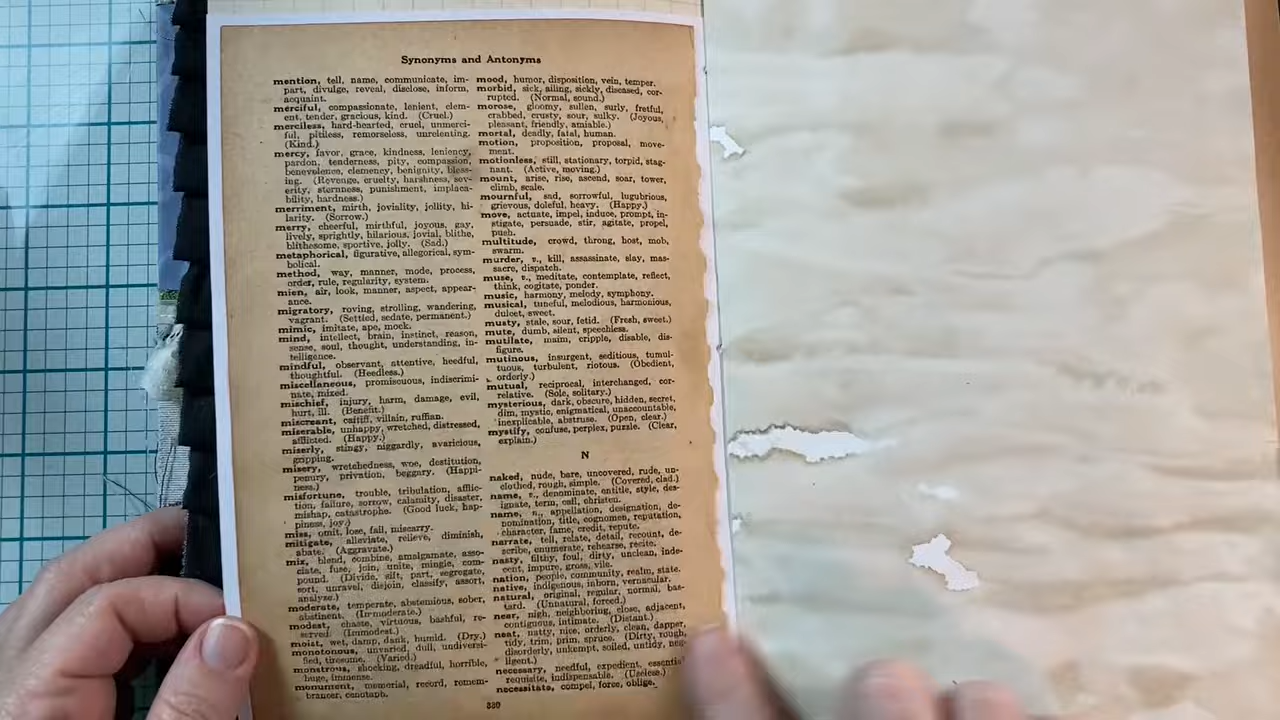 Synonyms and Antonyms
mention, tell, name, communicate, im-
part, divulge, reveal, disclose, inform,
acquaint.
merciful, compassionate, lenient, clem-
ent, tender, gracious, kind. (Cruel.)
merciless, hard-hearted, cruel, unmerci-
ful, pitiless, remorseless, unrelenting.
(Kind.)
mercy, favor, grace, kindness, leniency,
pardon, tenderness, pity, compassion,
benevolence, clemency, benignity, bless-
ing. (Revenge, cruelty, harshness, sev-
erity, sternness, punishment, implaca-
bility, hardness.)
merriment, mirth, joviality, jollity, hi-
larity. (Sorrow.)
merry, cheerful, mirthful, joyous, gay,
lively, sprightly, hilarious, jovial, blithe,
blithesome, sportive, jolly. (Sad.)
metaphorical, figurative, allegorical, sym-
bolical.
method, way, manner, mode, process,
order, rule, regularity, system.
mien, air, look, manner, aspect, appear-
ance.
migratory, roving, strolling, wandering,
vagrant. (Settled, sedate, permanent.)
mimic, imitate, ape, mock.
mind, intellect, brain, instinct, reason,
sense, soul, thought, understanding, in-
telligence.
mindful, observant, attentive, heedful,
thoughtful. (Heedless.)
miscellaneous, promiscuous, indiscrimi-
nate, mixed.
mischief, injury, harm, damage, evil,
hurt, ill. (Benefit.)
miscreant, caitiff, villain, ruffian.
miserable, unhappy, wretched, distressed,
afflicted. (Happy.)
miserly, stingy, niggardly, avaricious,
griping.
misery, wretchedness, woe, destitution,
penury, privation, beggary. (Happi-
ness.)
misfortune, trouble, tribulation, afflic-
tion, failure, sorrow, calamity, disaster,
mishap, catastrophe. (Good luck, hap-
piness, joy.)
miss, omit, lose, fail, miscarry.
mitigate, alleviate, relieve, diminish,
abate. (Aggravate.)
mix, blend, combine, amalgamate, asso-
ciate, fuse, join, unite, mingle, com-
pound. (Divide, sift, part, segregate,
sort, unravel, disjoin, classify, assort,
analyze.)
moderate, temperate, abstemious, sober,
abstinent. (Immoderate.)
modest, chaste, virtuous, bashful, re-
served. (Immodest.)
moist, wet, damp, dank, humid. (Dry.)
monotonous, unvaried, dull, undiversi-
fied, tiresome. (Varied.)
monstrous, shocking, dreadful, horrible,
huge, immense.
monument, memorial, record, remem-
brancer, cenotaph.
mood, humor, disposition, vein, temper.
morbid, sick, ailing, sickly, diseased, cor-
rupted. (Normal, sound.)
morose, gloomy, sullen, surly, fretful,
crabbed, crusty, sour, sulky. (Joyous,
pleasant, friendly, amiable.)
mortal, deadly, fatal, human.
motion, proposition, proposal, move-
ment.
motionless, still, stationary, torpid, stag-
nant. (Active, moving.)
mount, arise, rise, ascend, soar, tower,
climb, scale.
mournful, sad, sorrowful, lugubrious,
grievous, doleful, heavy. (Happy.)
move, actuate, impel, induce, prompt, in-
stigate, persuade, stir, agitate, propel,
push.
multitude, crowd, throng, host, mob,
swarm.
murder, v., kill, assassinate, slay, mas-
sacre, dispatch.
muse, v., meditate, contemplate, reflect,
think, cogitate, ponder.
music, harmony, melody, symphony.
musical, tuneful, melodious, harmonious,
dulcet, sweet.
musty, stale, sour, fetid. (Fresh, sweet.)
mute, dumb, silent, speechless.
mutilate, maim, cripple, disable, dis-
figure.
mutinous, insurgent, seditious, tumul-
tuous, turbulent, riotous. (Obedient,
orderly.)
mutual, reciprocal, interchanged, cor-
relative. (Sole, solitary.)
mysterious, dark, obscure, hidden, secret,
dim, mystic, enigmatical, unaccountable,
inexplicable, abstruse. (Open, clear.)
mystify, confuse, perplex, puzzle. (Clear,
explain.)
N
naked, nude, bare, uncovered, rude, un-
clothed, rough, simple. (Covered, clad.)
name, v., denominate, entitle, style, des-
ignate, term, call, christen.
name, n., appellation, designation, de-
nomination, title, cognomen, reputation,
character, fame, credit, repute.
narrate, tell, relate, detail, recount, de-
scribe, enumerate, rehearse, recite.
nasty, filthy, foul, dirty, unclean, inde-
cent, impure, gross, vile.
nation, people, community, realm, state.
native, indigenous, inborn, vernacular.
natural, original, regular, normal, bas-
tard. (Unnatural, forced.)
near, nigh, neighboring, close, adjacent,
contiguous, intimate. (Distant.)
neat, natty, nice, orderly, clean, dapper,
tidy, trim, prim, spruce. (Dirty, rough,
disorderly, unkempt, soiled, untidy, neg-
ligent.)
necessary, needful, expedient, essential
requisite, indispensable. (Useless.)
necessitate, compel, force, oblige.
330